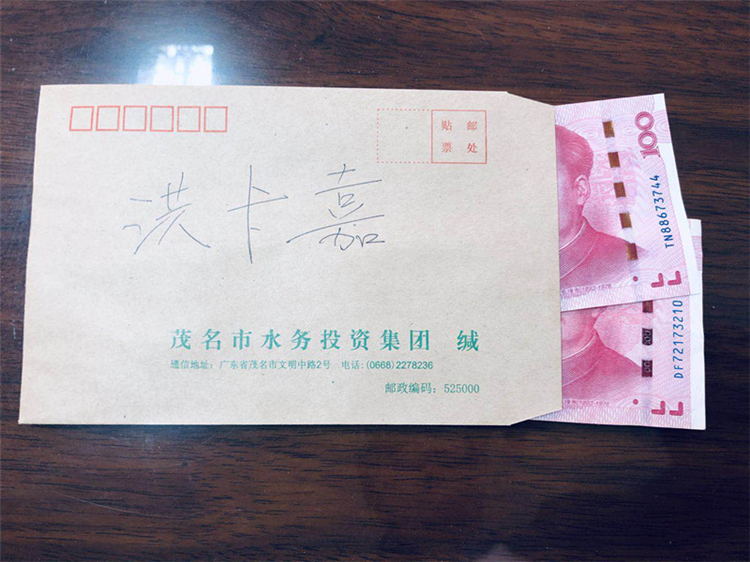 贴 邮
票 处
洪卡嘉
茂名市水务投资集团 缄
通信地址：广东省茂名市文明中路2号 电话：(0668)2278236
邮政编码：525000
100
TN88673744
DF72173210